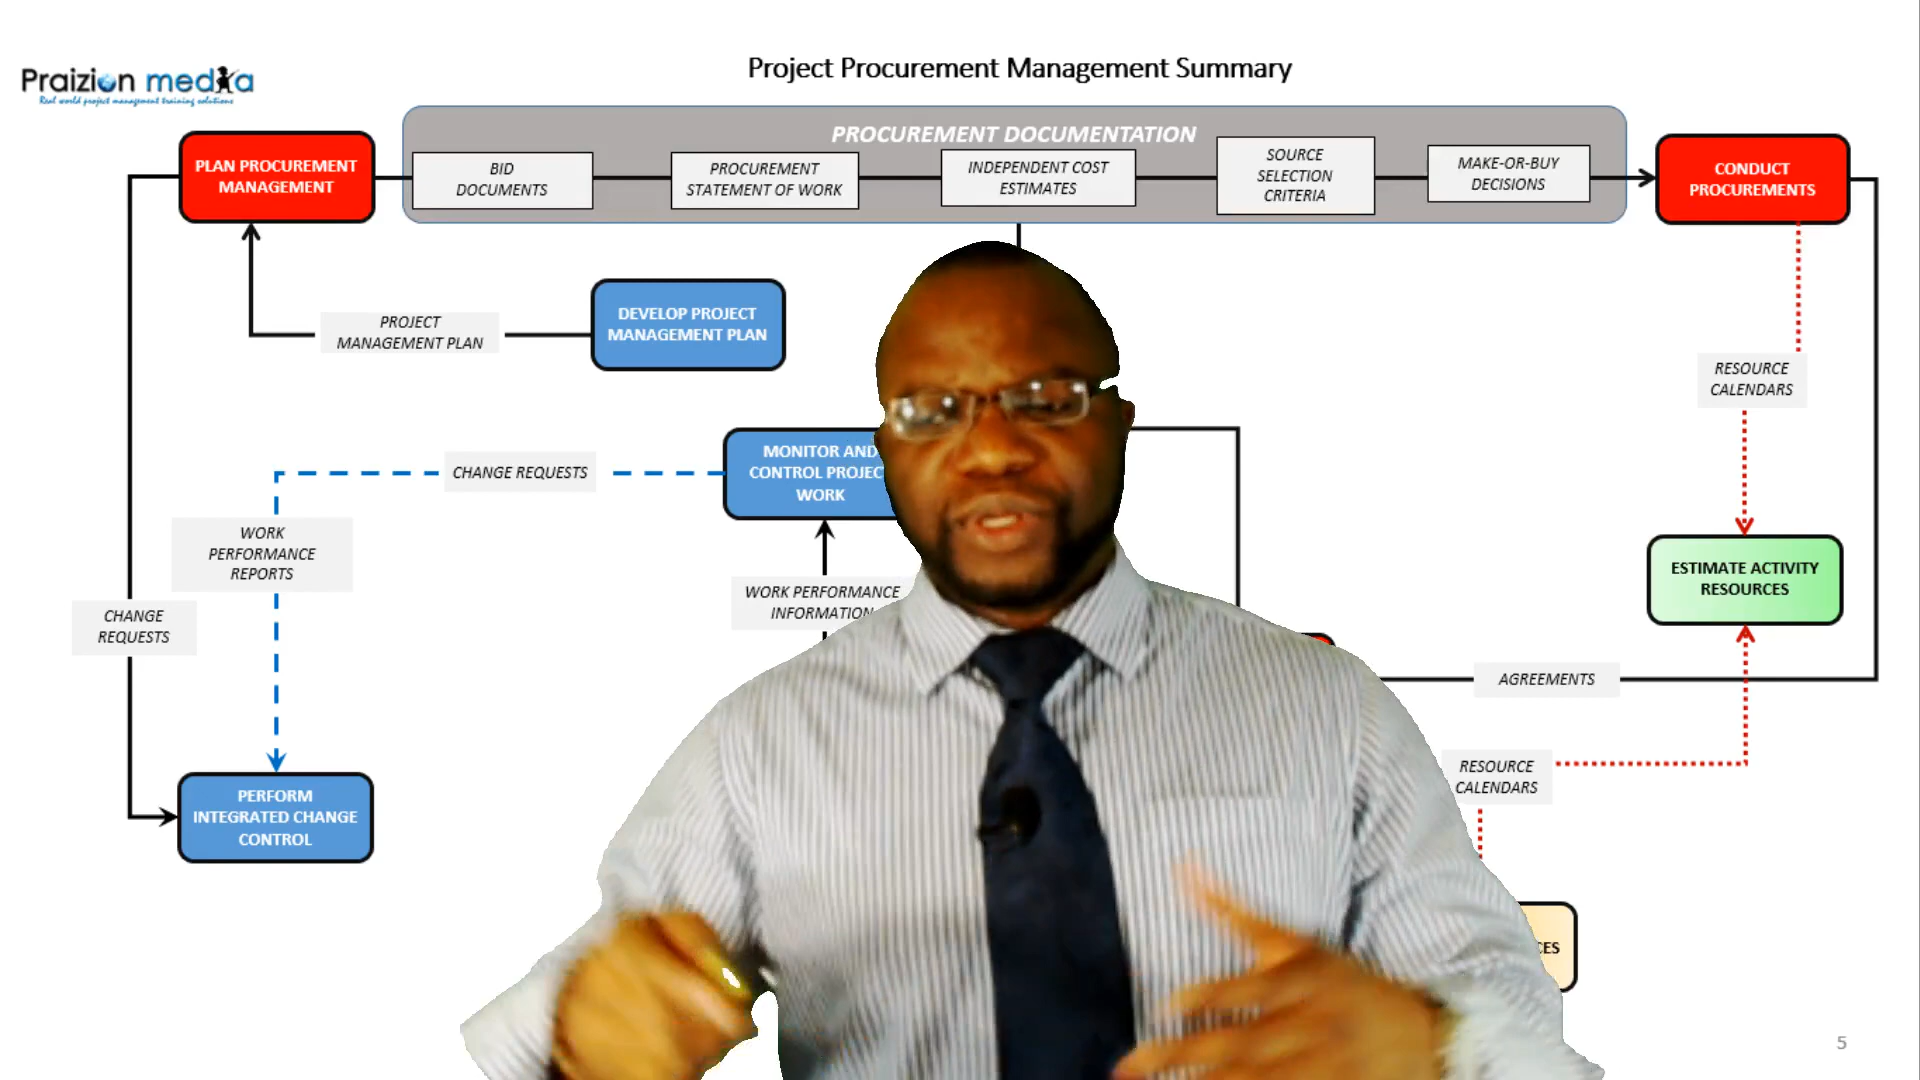 Project Procurement Management Summary
Praizion media
Real world project management training solutions
PROCUREMENT DOCUMENTATION
PLAN PROCUREMENT
MANAGEMENT
BID
DOCUMENTS
PROCUREMENT
STATEMENT OF WORK
INDEPENDENT COST
ESTIMATES
SOURCE
SELECTION
CRITERIA
MAKE-OR-BUY
DECISIONS
CONDUCT
PROCUREMENTS
PROJECT
MANAGEMENT PLAN
DEVELOP PROJECT
MANAGEMENT PLAN
RESOURCE
CALENDARS
CHANGE REQUESTS
MONITOR AND
CONTROL PROJEC
WORK
WORK
PERFORMANCE
REPORTS
WORK PERFORMANCE
INFORMATION
ESTIMATE ACTIVITY
RESOURCES
CHANGE
REQUESTS
AGREEMENTS
RESOURCE
CALENDARS
PERFORM
INTEGRATED CHANGE
CONTROL
5